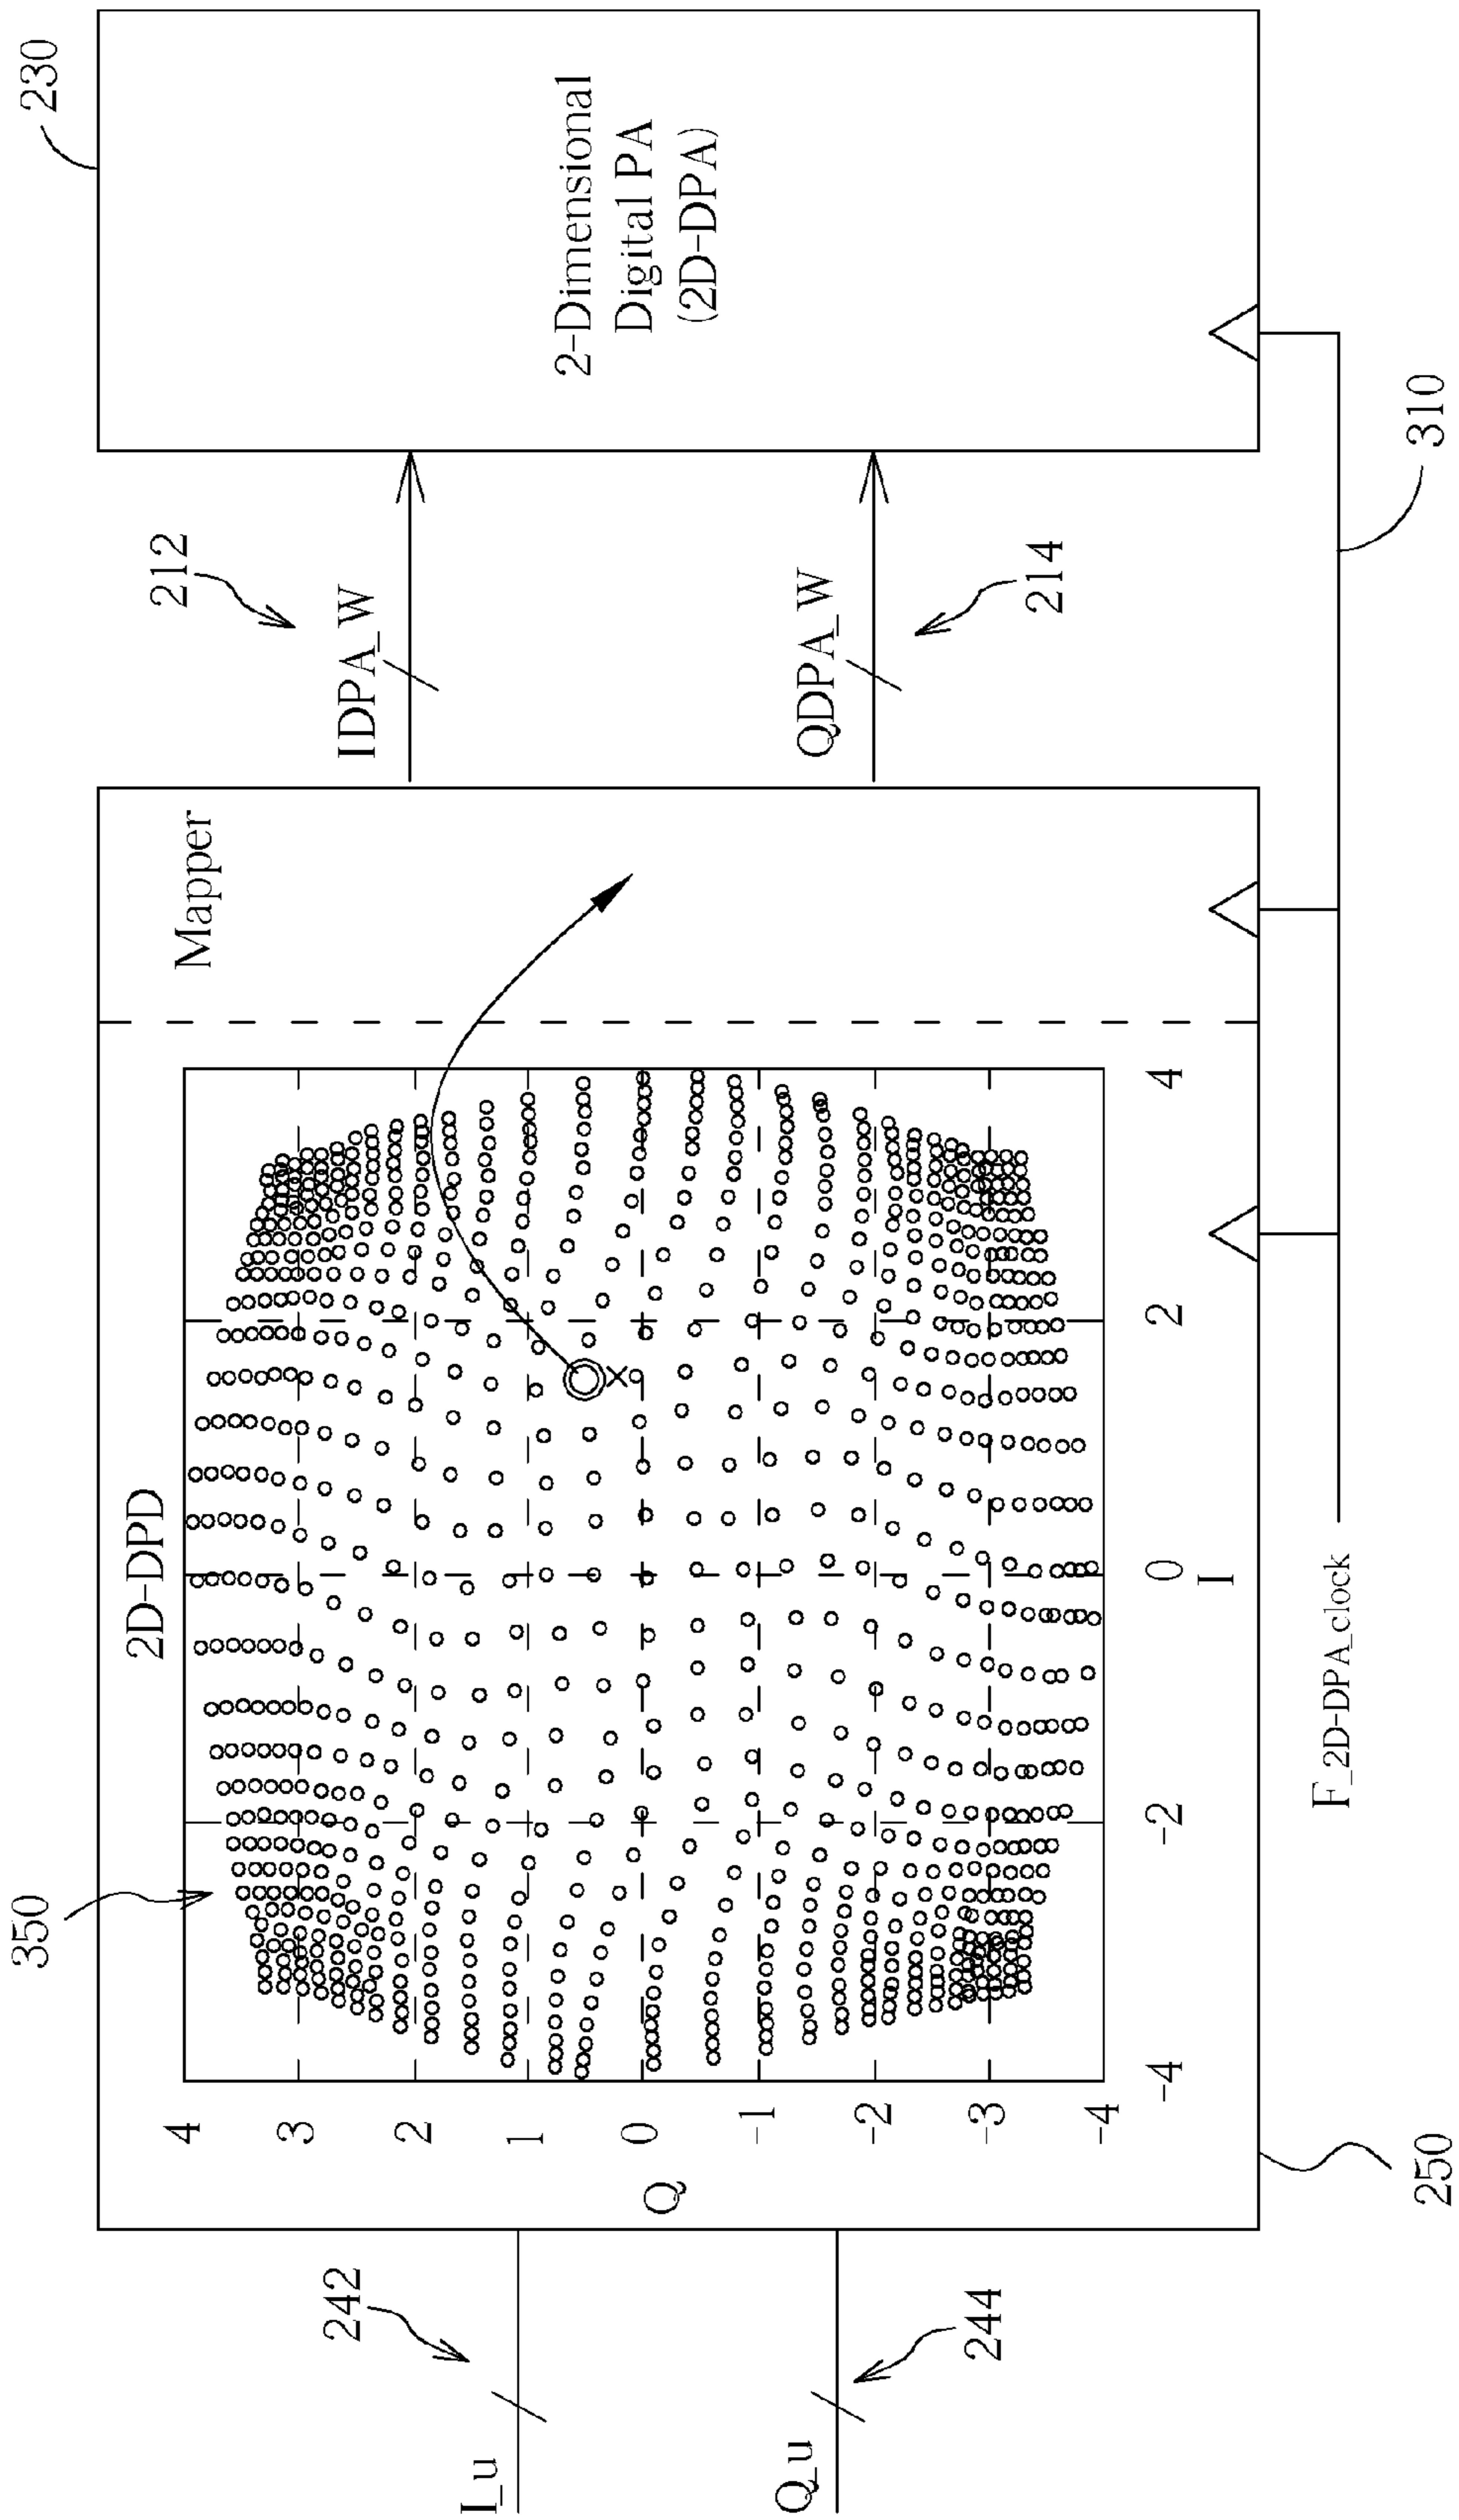 350
2D-DPD
Mapper
212
IDPA_W
230
2-Dimensional
Digital PA
(2D-DPA)
4
3
2
1
0
-1
-2
-3
-4
Q
-4
-2
0
2
4
I
242
I_u
244
Q_u
QDPA_W
214
250
F_2D-DPA_clock
310